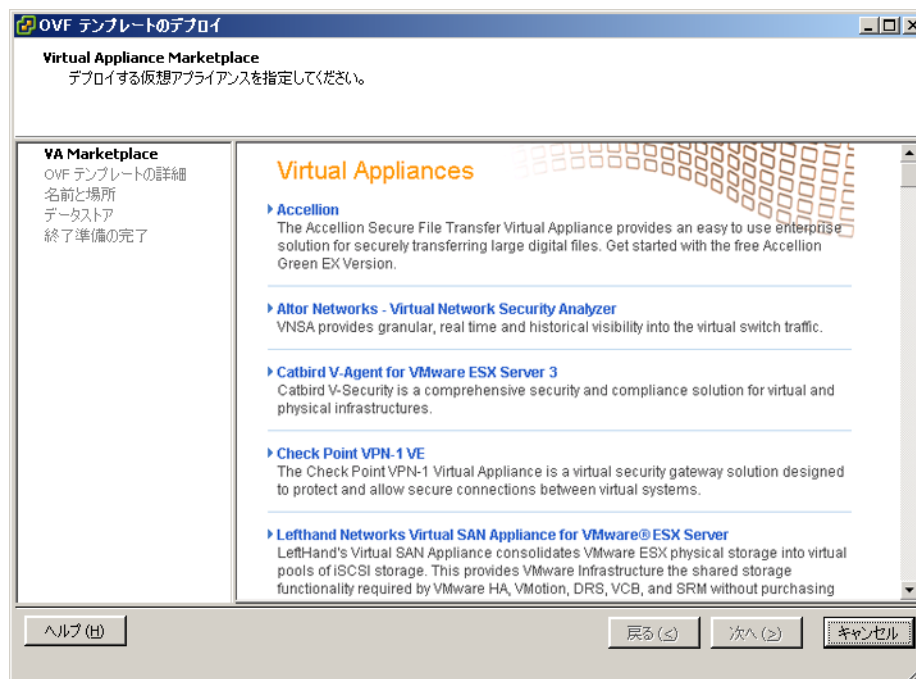 OVF テンプレートのデプロイ
Virtual Appliance Marketplace
デプロイする仮想アプライアンスを指定してください。
VA Marketplace
OVF テンプレートの詳細
名前と場所
データストア
終了準備の完了
Virtual Appliances
Accellion
The Accellion Secure File Transfer Virtual Appliance provides an easy to use enterprise
solution for securely transferring large digital files. Get started with the free Accellion
Green EX Version.
Altor Networks - Virtual Network Security Analyzer
VNSA provides granular, real time and historical visibility into the virtual switch traffic.
Catbird V-Agent for VMware ESX Server 3
Catbird V-Security is a comprehensive security and compliance solution for virtual and
physical infrastructures.
Check Point VPN-1 VE
The Check Point VPN-1 Virtual Appliance is a virtual security gateway solution designed
to protect and allow secure connections between virtual systems.
Lefthand Networks Virtual SAN Appliance for VMware® ESX Server
LeftHand's Virtual SAN Appliance consolidates VMware ESX physical storage into virtual
pools of iSCSI storage. This provides VMware Infrastructure the shared storage
functionality required by VMware HA, VMotion, DRS, VCB, and SRM without purchasing
ヘルプ(H)
戻る(<)
次へ(>)
キャンセル